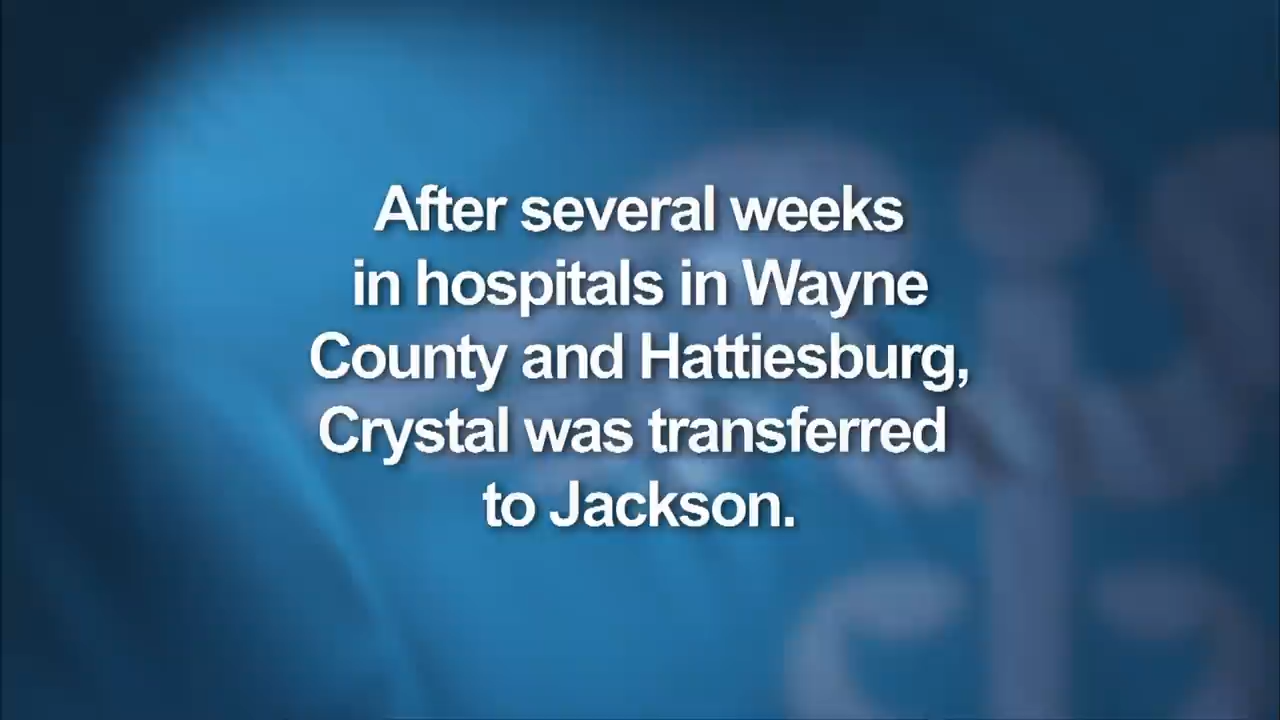 After several weeks
in hospitals in Wayne
County and Hattiesburg,
Crystal was transferred
to Jackson.